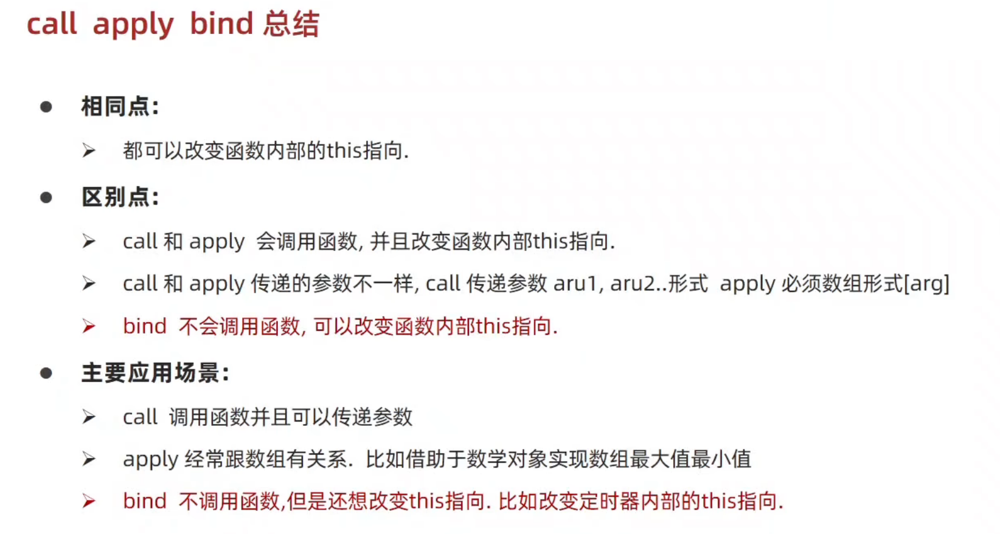 call apply bind 总结
相同点:
都可以改变函数内部的this指向.
区别点:
call 和 apply 会调用函数, 并且改变函数内部this指向.
call 和 apply 传递的参数不一样, call 传递参数 aru1, aru2..形式 apply 必须数组形式[arg]
bind 不会调用函数, 可以改变函数内部this指向.
主要应用场景:
call 调用函数并且可以传递参数
apply 经常跟数组有关系. 比如借助于数学对象实现数组最大值最小值
bind 不调用函数,但是还想改变this指向. 比如改变定时器内部的this指向.